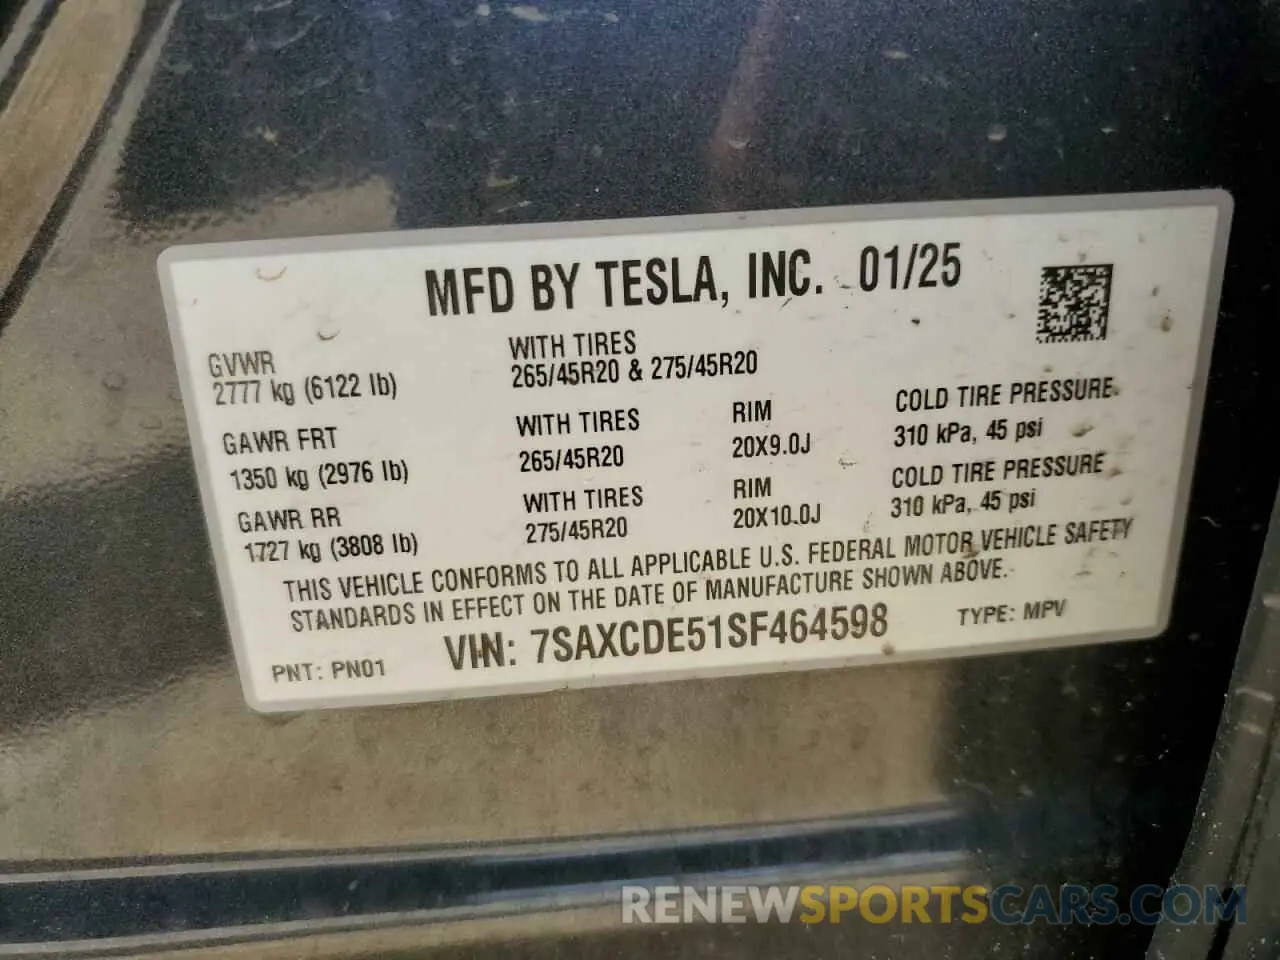 MFD BY TESLA, INC. 01/25
GVWR
2777 kg (6122 lb)
WITH TIRES
265/45R20 & 275/45R20
GAWR FRT
1350 kg (2976 lb)
WITH TIRES
265/45R20
RIM
20X9.0J
COLD TIRE PRESSURE
310 kPa, 45 psi
GAWR RR
1727 kg (3808 lb)
WITH TIRES
275/45R20
RIM
20X10.0J
COLD TIRE PRESSURE
310 kPa, 45 psi
THIS VEHICLE CONFORMS TO ALL APPLICABLE U.S. FEDERAL MOTOR VEHICLE SAFETY
STANDARDS IN EFFECT ON THE DATE OF MANUFACTURE SHOWN ABOVE.
PNT: PN01
VIN: 7SAXCDE51SF464598
TYPE: MPV
RENEWSPORTSCARS.COM